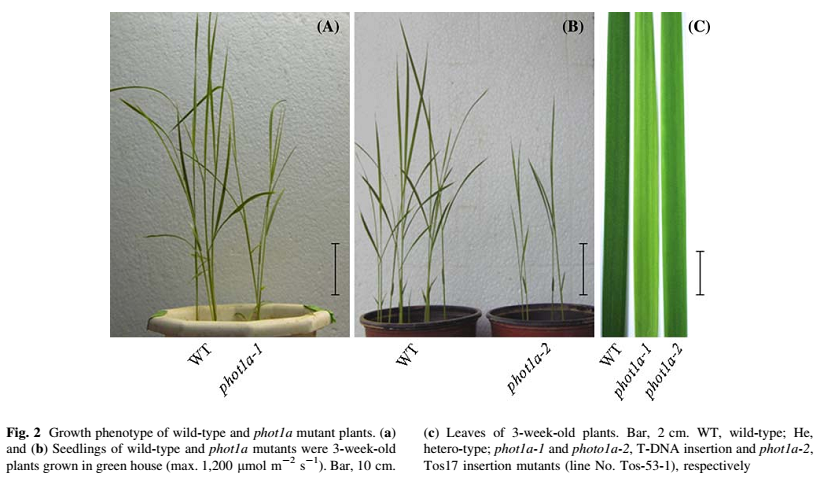 (A)
(B)
(C)
WT
phot1a-1
WT
phot1a-2
WT
phot1a-1
phot1a-2
Fig. 2 Growth phenotype of wild-type and phot1a mutant plants. (a)
and (b) Seedlings of wild-type and phot1a mutants were 3-week-old
plants grown in green house (max. 1,200 μmol m⁻² s⁻¹). Bar, 10 cm.
(c) Leaves of 3-week-old plants. Bar, 2 cm. WT, wild-type; He,
hetero-type; phot1a-1 and photo1a-2, T-DNA insertion and phot1a-2,
Tos17 insertion mutants (line No. Tos-53-1), respectively